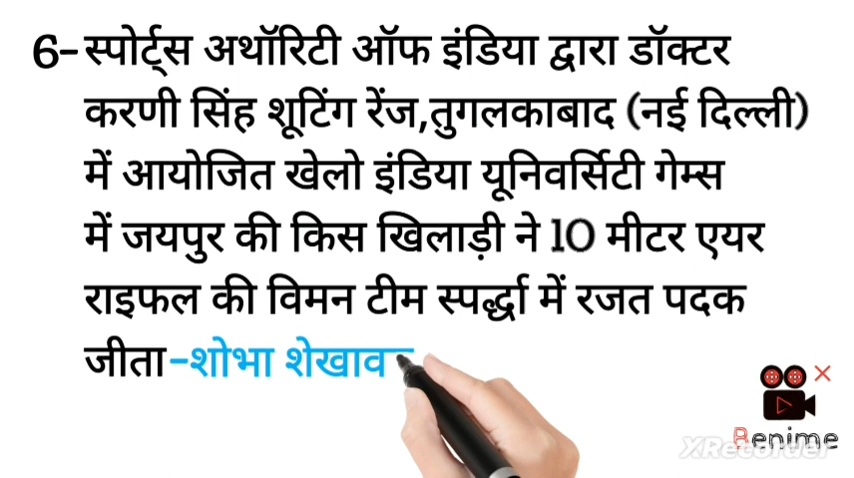 6-स्पोर्ट्स अथॉरिटी ऑफ इंडिया द्वारा डॉक्टर
करणी सिंह शूटिंग रेंज,तुगलकाबाद (नई दिल्ली)
में आयोजित खेलो इंडिया यूनिवर्सिटी गेम्स
में जयपुर की किस खिलाड़ी ने 10 मीटर एयर
राइफल की विमन टीम स्पर्द्धा में रजत पदक
जीता-शोभा शेखाव
Benime
XRecorder